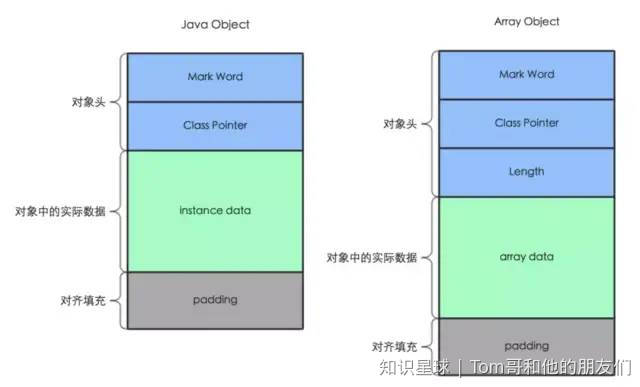 Java Object
对象头
Mark Word
Class Pointer
对象中的实际数据
instance data
对齐填充
padding
Array Object
对象头
Mark Word
Class Pointer
Length
对象中的实际数据
array data
对齐填充
padding
知识星球 | Tom哥和他的朋友们